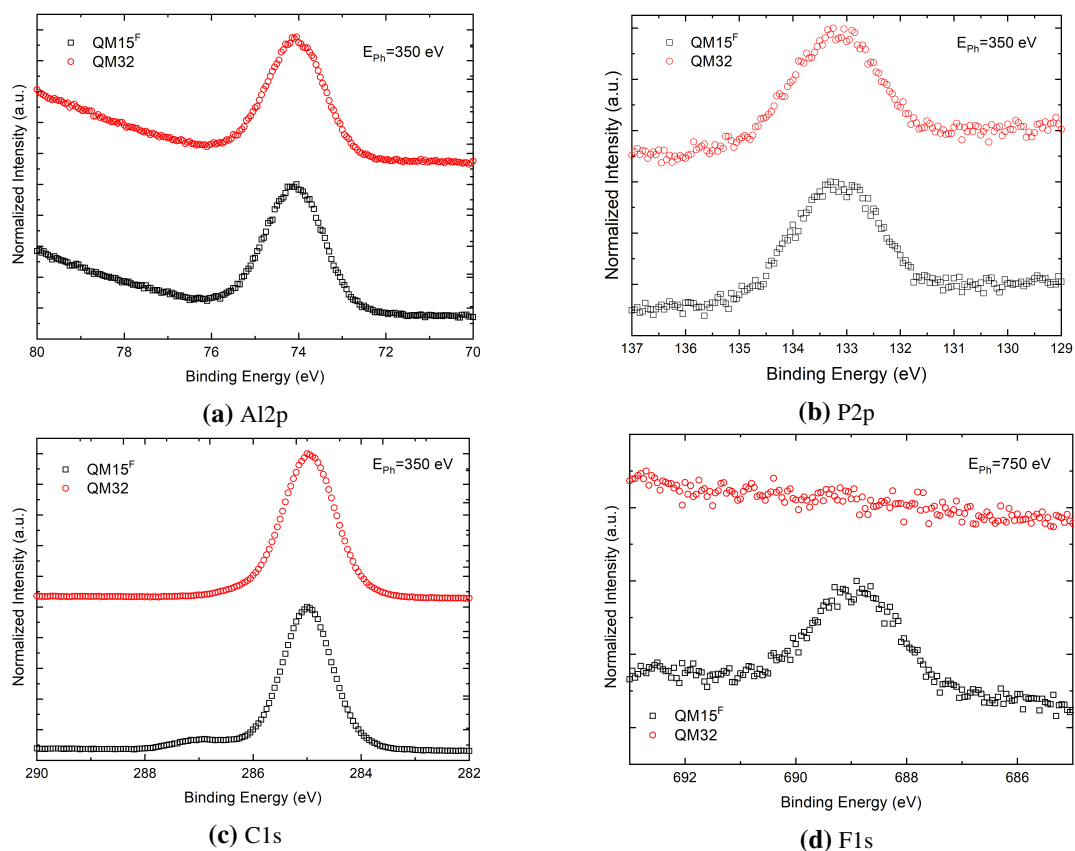 QM15^F
QM32
E_Ph=350 eV
Normalized Intensity (a.u.)
80 78 76 74 72 70
Binding Energy (eV)
(a) Al2p
QM15^F
QM32
E_Ph=350 eV
Normalized Intensity (a.u.)
137 136 135 134 133 132 131 130 129
Binding Energy (eV)
(b) P2p
QM15^F
QM32
E_Ph=350 eV
Normalized Intensity (a.u.)
290 288 286 284 282
Binding Energy (eV)
(c) C1s
E_Ph=750 eV
Normalized Intensity (a.u.)
QM15^F
QM32
692 690 688 686
Binding Energy (eV)
(d) F1s